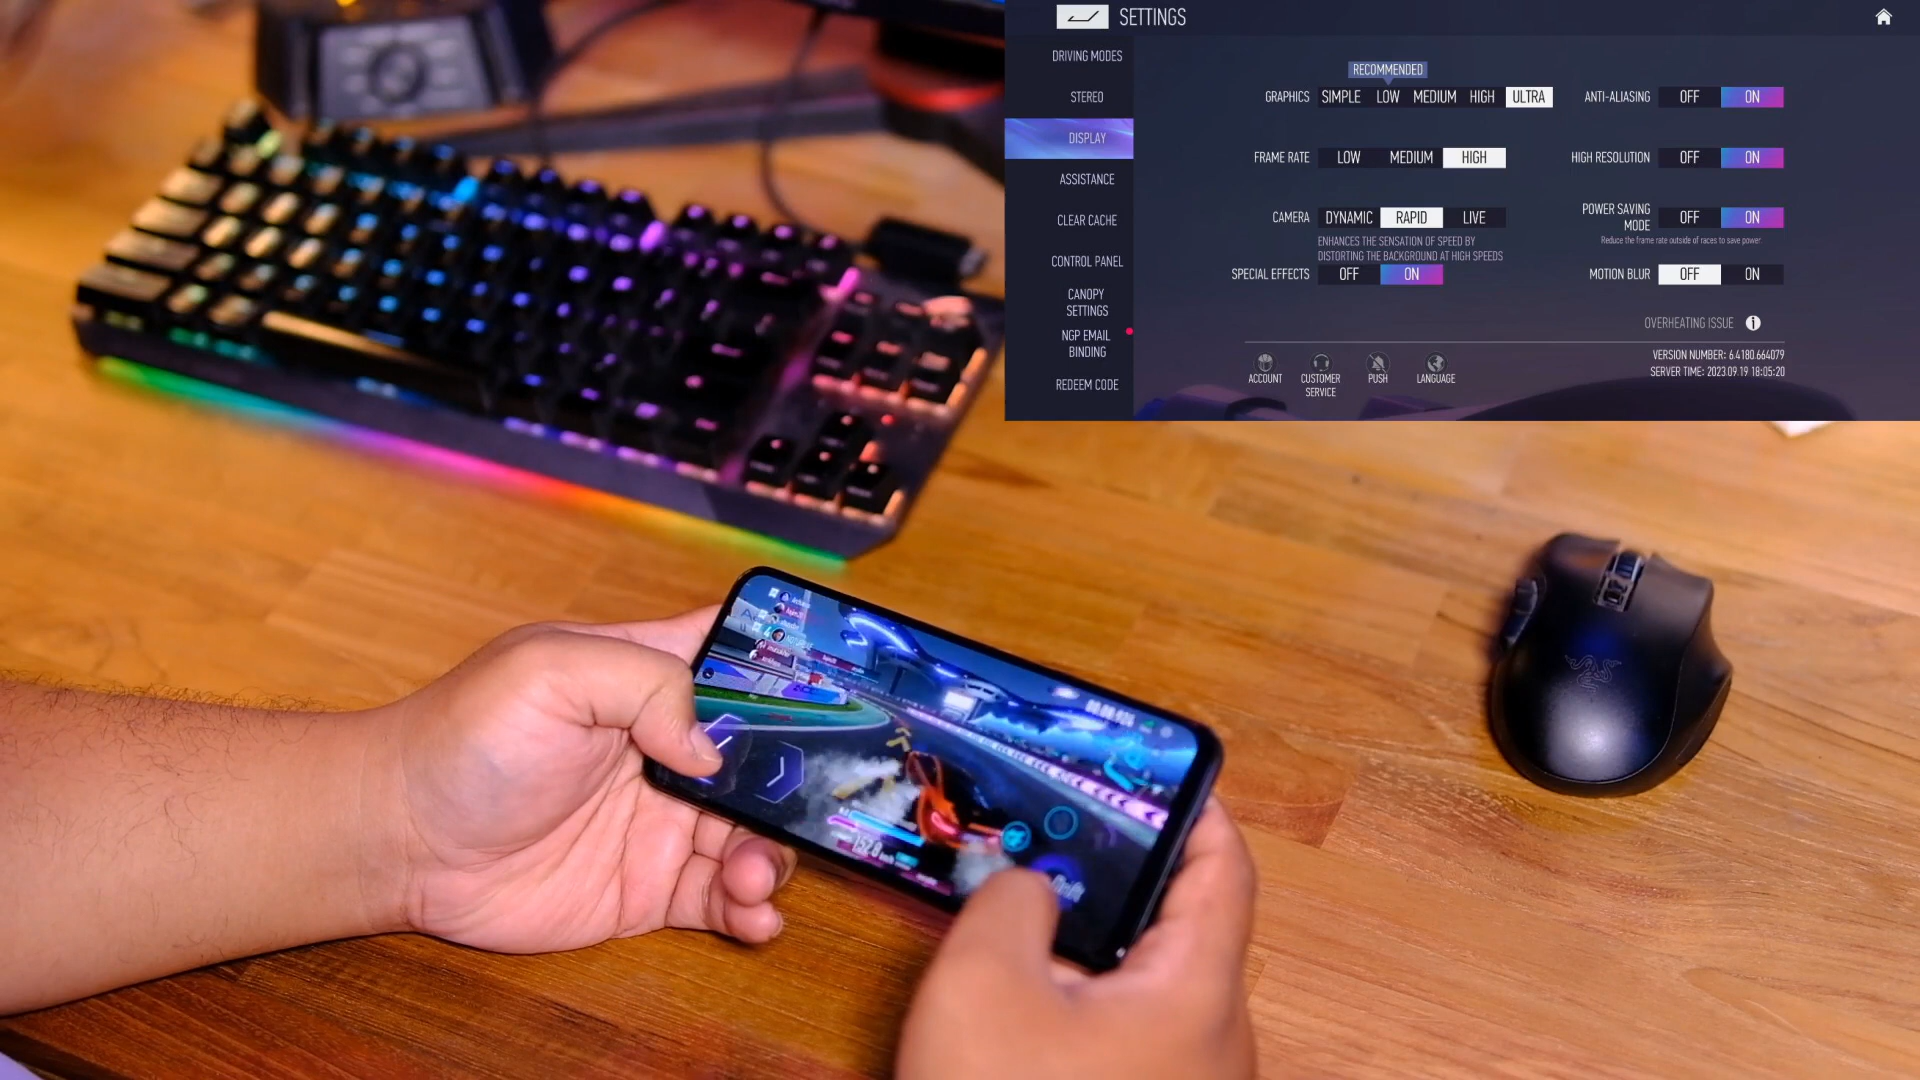 SETTINGS
DRIVING MODES
STEREO
DISPLAY
ASSISTANCE
CLEAR CACHE
CONTROL PANEL
CANOPY
SETTINGS
NGP EMAIL
BINDING
REDEEM CODE
RECOMMENDED
GRAPHICS SIMPLE LOW MEDIUM HIGH ULTRA
FRAME RATE LOW MEDIUM HIGH
CAMERA DYNAMIC RAPID LIVE
ENHANCES THE SENSATION OF SPEED BY
DISTORTING THE BACKGROUND AT HIGH SPEEDS
SPECIAL EFFECTS OFF ON
ANTI-ALIASING OFF ON
HIGH RESOLUTION OFF ON
POWER SAVING
MODE OFF ON
Reduce the frame rate outside of races to save power
MOTION BLUR OFF ON
OVERHEATING ISSUE
ACCOUNT
CUSTOMER
SERVICE
PUSH
LANGUAGE
VERSION NUMBER: 6.4180.664079
SERVER TIME: 2023.09.19 18:05:20
152.8 km/h
Drift